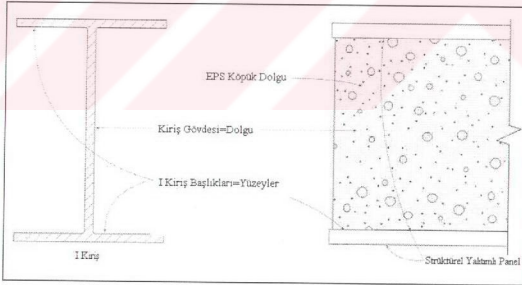 EPS Köpük Dolgu
Kiriş Gövdesi=Dolgu
I Kiriş Başlıkları=Yüzeyler
I Kiriş
Strüktürel Yalıtımlı Panel